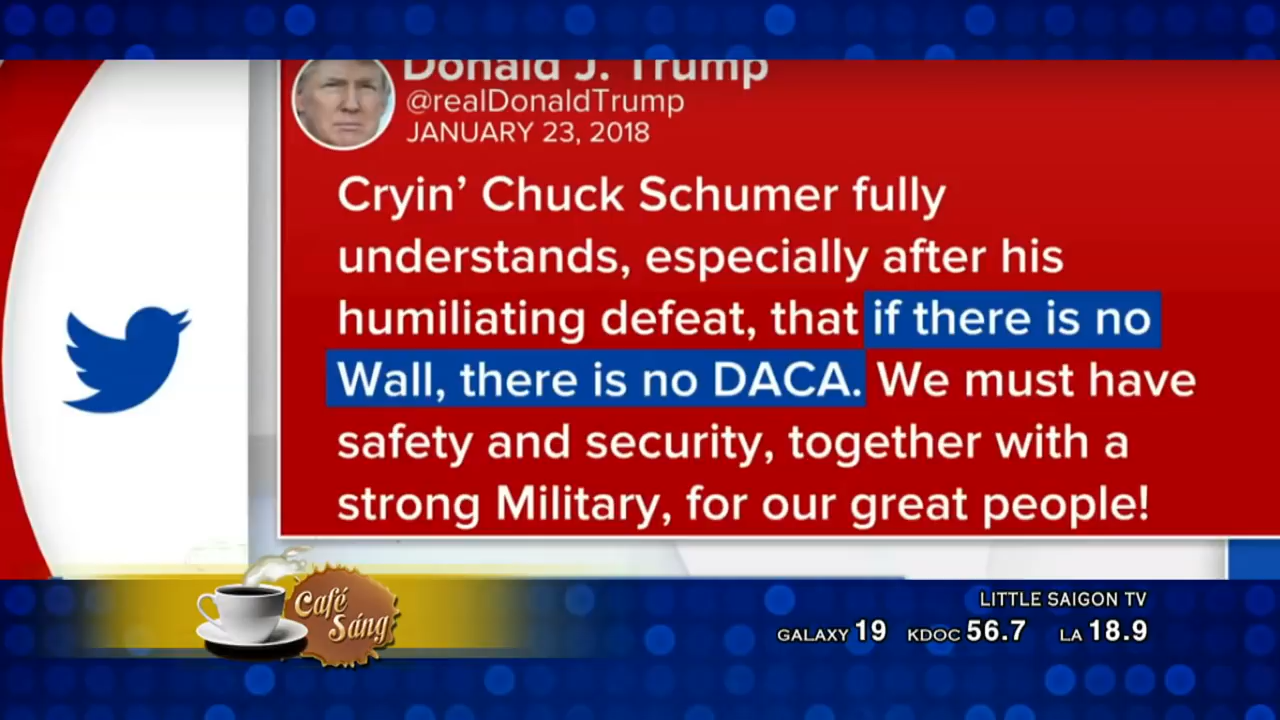 Donald J. Trump
@realDonaldTrump
JANUARY 23, 2018
Cryin’ Chuck Schumer fully
understands, especially after his
humiliating defeat, that if there is no
Wall, there is no DACA. We must have
safety and security, together with a
strong Military, for our great people!
Café
Sáng
LITTLE SAIGON TV
GALAXY 19 KDOC 56.7 LA 18.9